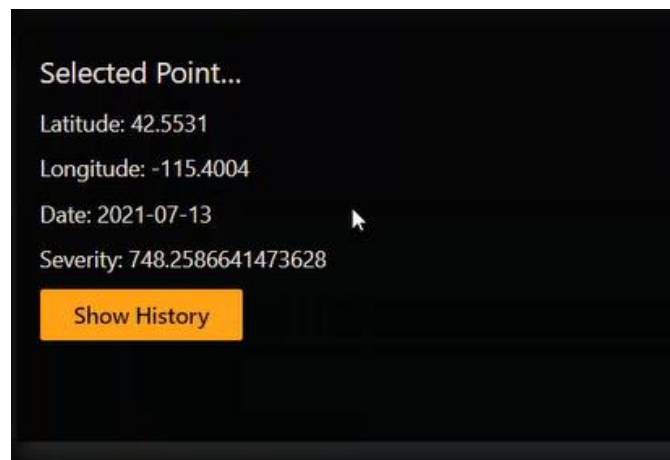 Selected Point...
Latitude: 42.5531
Longitude: -115.4004
Date: 2021-07-13
Severity: 748.2586641473628
Show History